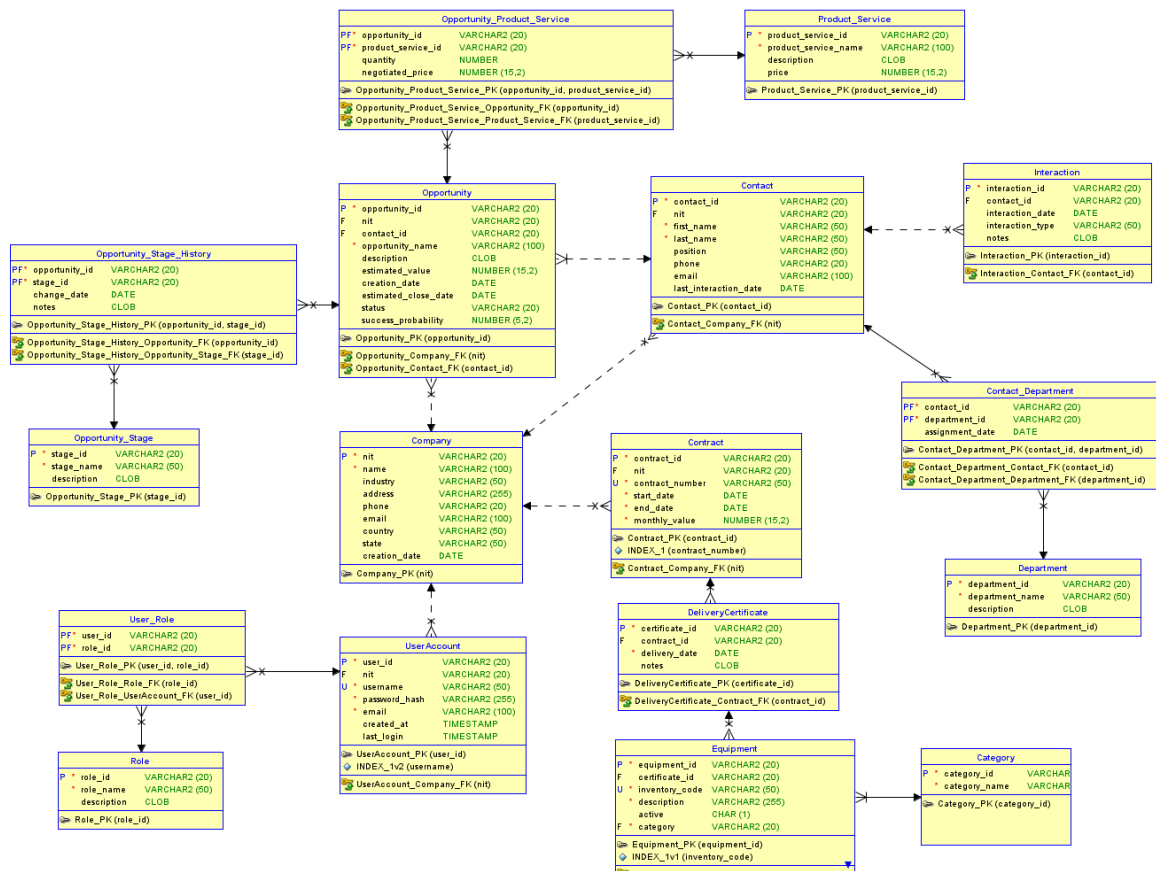 Opportunity_Product_Service
PF* opportunity_id VARCHAR2 (20)
PF* product_service_id VARCHAR2 (20)
quantity NUMBER
negotiated_price NUMBER (15,2)
Opportunity_Product_Service_PK (opportunity_id, product_service_id)
Opportunity_Product_Service_Opportunity_FK (opportunity_id)
Opportunity_Product_Service_Product_Service_FK (product_service_id)
Product_Service
P * product_service_id VARCHAR2 (20)
* product_service_name VARCHAR2 (100)
description CLOB
price NUMBER (15,2)
Product_Service_PK (product_service_id)
Opportunity
P * opportunity_id VARCHAR2 (20)
F nit VARCHAR2 (20)
F contact_id VARCHAR2 (20)
* opportunity_name VARCHAR2 (100)
description CLOB
estimated_value NUMBER (15,2)
creation_date DATE
estimated_close_date DATE
status VARCHAR2 (20)
success_probability NUMBER (5,2)
Opportunity_PK (opportunity_id)
Opportunity_Company_FK (nit)
Opportunity_Contact_FK (contact_id)
Contact
P * contact_id VARCHAR2 (20)
F nit VARCHAR2 (20)
* first_name VARCHAR2 (50)
* last_name VARCHAR2 (50)
position VARCHAR2 (50)
phone VARCHAR2 (20)
email VARCHAR2 (100)
last_interaction_date DATE
Contact_PK (contact_id)
Contact_Company_FK (nit)
Interaction
P * interaction_id VARCHAR2 (20)
F contact_id VARCHAR2 (20)
interaction_date DATE
interaction_type VARCHAR2 (50)
notes CLOB
Interaction_PK (interaction_id)
Interaction_Contact_FK (contact_id)
Opportunity_Stage_History
PF* opportunity_id VARCHAR2 (20)
PF* stage_id VARCHAR2 (20)
change_date DATE
notes CLOB
Opportunity_Stage_History_PK (opportunity_id, stage_id)
Opportunity_Stage_History_Opportunity_FK (opportunity_id)
Opportunity_Stage_History_Opportunity_Stage_FK (stage_id)
Opportunity_Stage
P * stage_id VARCHAR2 (20)
* stage_name VARCHAR2 (50)
description CLOB
Opportunity_Stage_PK (stage_id)
Company
P * nit VARCHAR2 (20)
* name VARCHAR2 (100)
industry VARCHAR2 (50)
address VARCHAR2 (255)
phone VARCHAR2 (20)
email VARCHAR2 (100)
country VARCHAR2 (50)
state VARCHAR2 (50)
creation_date DATE
Company_PK (nit)
Contract
P * contract_id VARCHAR2 (20)
F nit VARCHAR2 (20)
U * contract_number VARCHAR2 (50)
* start_date DATE
* end_date DATE
* monthly_value NUMBER (15,2)
Contract_PK (contract_id)
INDEX_1 (contract_number)
Contract_Company_FK (nit)
Contact_Department
PF* contact_id VARCHAR2 (20)
PF* department_id VARCHAR2 (20)
assignment_date DATE
Contact_Department_PK (contact_id, department_id)
Contact_Department_Contact_FK (contact_id)
Contact_Department_Department_FK (department_id)
Department
P * department_id VARCHAR2 (20)
* department_name VARCHAR2 (50)
description CLOB
Department_PK (department_id)
User_Role
PF* user_id VARCHAR2 (20)
PF* role_id VARCHAR2 (20)
User_Role_PK (user_id, role_id)
User_Role_Role_FK (role_id)
User_Role_UserAccount_FK (user_id)
Role
P * role_id VARCHAR2 (20)
* role_name VARCHAR2 (50)
description CLOB
Role_PK (role_id)
UserAccount
P * user_id VARCHAR2 (20)
F nit VARCHAR2 (20)
U * username VARCHAR2 (50)
* password_hash VARCHAR2 (255)
* email VARCHAR2 (100)
created_at TIMESTAMP
last_login TIMESTAMP
UserAccount_PK (user_id)
INDEX_1v2 (username)
UserAccount_Company_FK (nit)
DeliveryCertificate
P * certificate_id VARCHAR2 (20)
F contract_id VARCHAR2 (20)
* delivery_date DATE
notes CLOB
DeliveryCertificate_PK (certificate_id)
DeliveryCertificate_Contract_FK (contract_id)
Equipment
P * equipment_id VARCHAR2 (20)
F certificate_id VARCHAR2 (20)
U * inventory_code VARCHAR2 (50)
* description VARCHAR2 (255)
active CHAR (1)
F * category VARCHAR2 (20)
Equipment_PK (equipment_id)
INDEX_1v1 (inventory_code)
Category
P * category_id VARCHAR
* category_name VARCHAR
Category_PK (category_id)